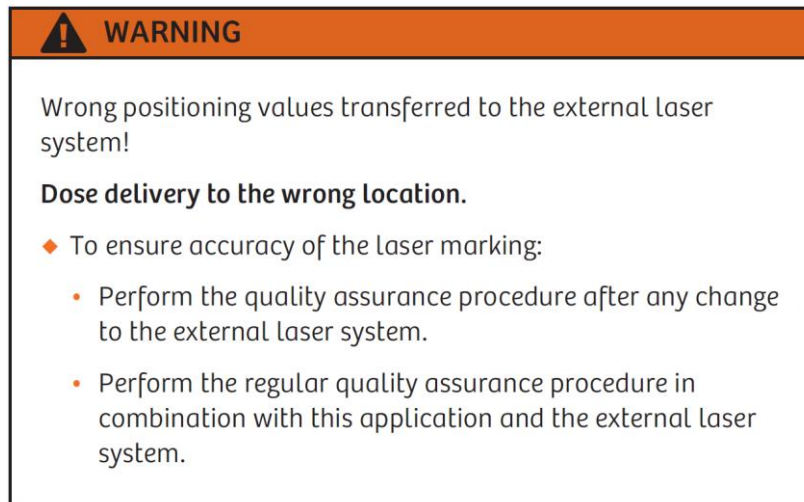 WARNING
Wrong positioning values transferred to the external laser
system!
Dose delivery to the wrong location.
◆ To ensure accuracy of the laser marking:
• Perform the quality assurance procedure after any change
to the external laser system.
• Perform the regular quality assurance procedure in
combination with this application and the external laser
system.